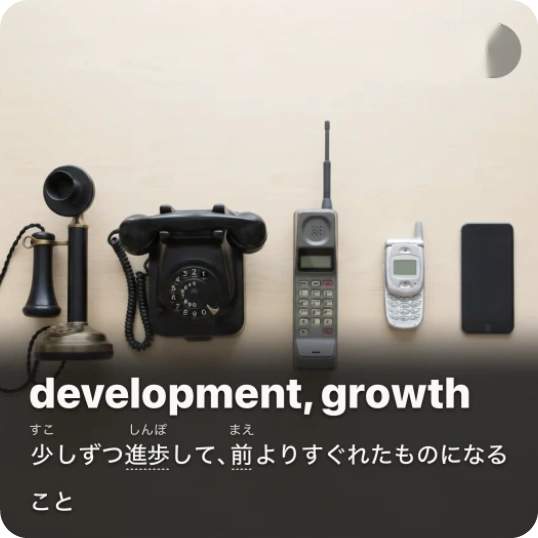 development, growth
すこ しんぽ まえ
少しずつ進歩して、前よりすぐれたものになる
こと